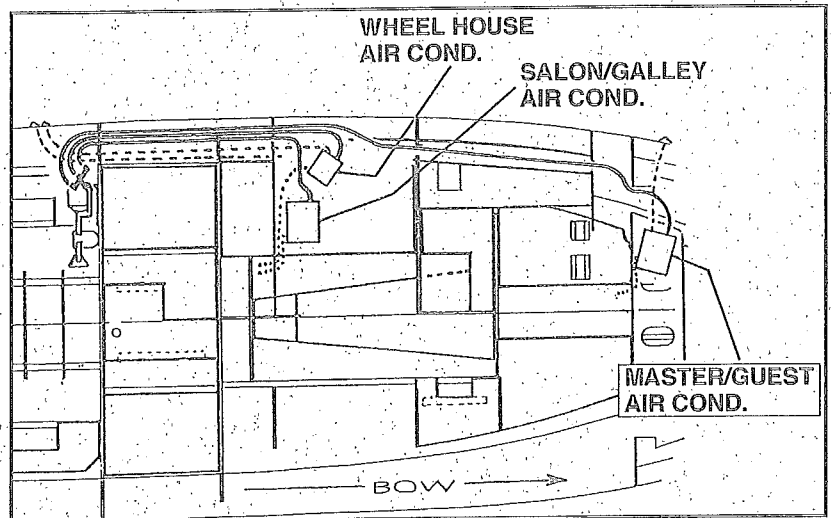 WHEEL HOUSE
AIR COND.
SALON/GALLEY
AIR COND.
MASTER/GUEST
AIR COND.
BOW